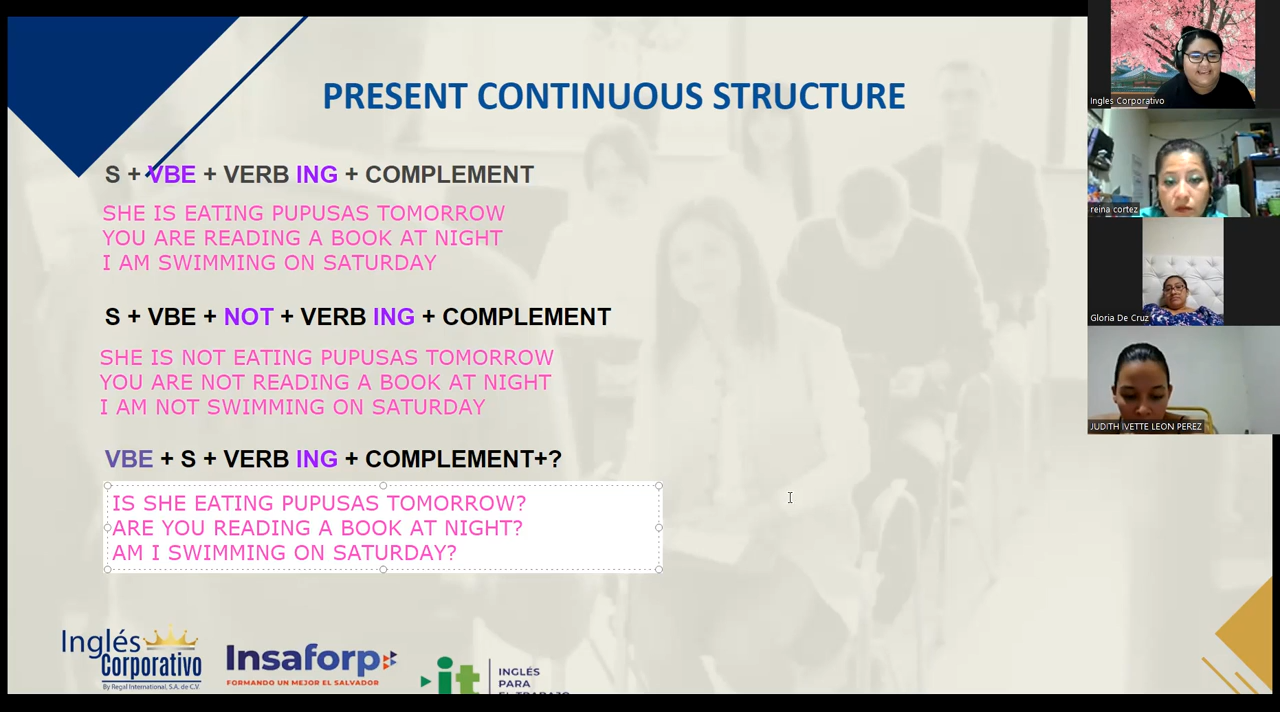 PRESENT CONTINUOUS STRUCTURE
S + VBE + VERB ING + COMPLEMENT
SHE IS EATING PUPUSAS TOMORROW
YOU ARE READING A BOOK AT NIGHT
I AM SWIMMING ON SATURDAY
S + VBE + NOT + VERB ING + COMPLEMENT
SHE IS NOT EATING PUPUSAS TOMORROW
YOU ARE NOT READING A BOOK AT NIGHT
I AM NOT SWIMMING ON SATURDAY
VBE + S + VERB ING + COMPLEMENT+?
IS SHE EATING PUPUSAS TOMORROW?
ARE YOU READING A BOOK AT NIGHT?
AM I SWIMMING ON SATURDAY?
Inglés
Corporativo
By Regal International, S.A. de C.V.
Insaforp
FORMANDO UN MEJOR EL SALVADOR
it
INGLÉS
PARA
EL TRABAJO
Ingles Corporativo
reina cortez
Gloria De Cruz
JUDITH IVETTE LEON PEREZ